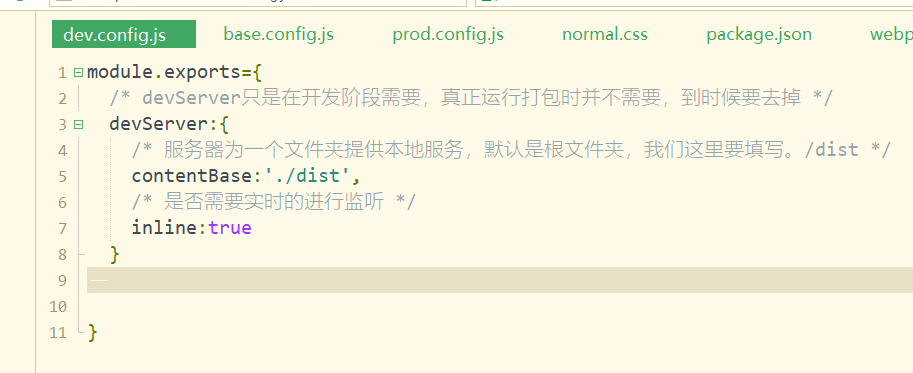 dev.config.js base.config.js prod.config.js normal.css package.json webp
1 module.exports={
2 /* devServer只是在开发阶段需要，真正运行打包时并不需要，到时候要去掉 */
3 devServer:{
4 /* 服务器为一个文件夹提供本地服务，默认是根文件夹，我们这里要填写。/dist */
5 contentBase:'./dist',
6 /* 是否需要实时的进行监听 */
7 inline:true
8 }
9
10
11 }